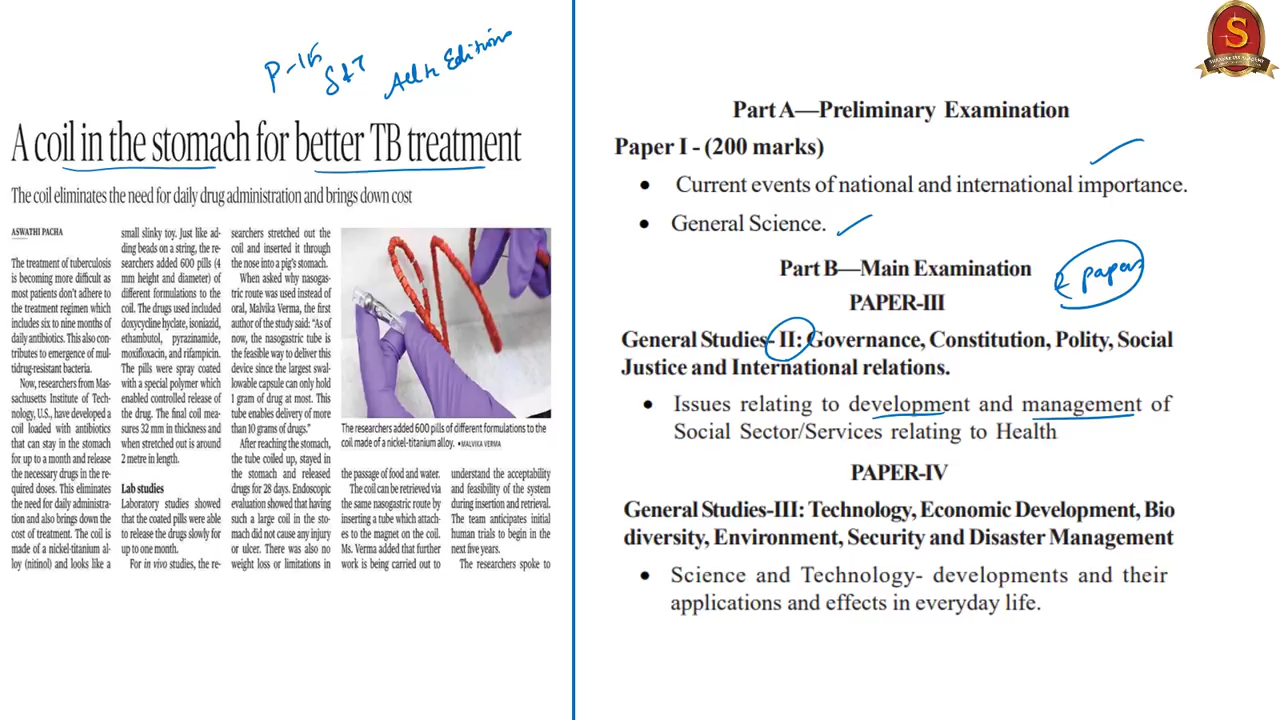 P-16
S&T
All Editions
A coil in the stomach for better TB treatment
The coil eliminates the need for daily drug administration and brings down cost
ASWATHI PACHA
The treatment of tuberculosis
is becoming more difficult as
most patients don't adhere to
the treatment regimen which
includes six to nine months of
daily antibiotics. This also con-
tributes to emergence of mul-
tidrug-resistant bacteria.
Now, researchers from Mas-
sachusetts Institute of Tech-
nology, U.S., have developed a
coil loaded with antibiotics
that can stay in the stomach
for up to a month and release
the necessary drugs in the re-
quired doses. This eliminates
the need for daily administra-
tion and also brings down the
cost of treatment. The coil is
made of a nickel-titanium al-
loy (nitinol) and looks like a
small slinky toy. Just like ad-
ding beads on a string, the re-
searchers added 600 pills (4
mm height and diameter) of
different formulations to the
coil. The drugs used included
doxycycline hyclate, isoniazid,
ethambutol, pyrazinamide,
moxifloxacin, and rifampicin.
The pills were spray coated
with a special polymer which
enabled controlled release of
the drug. The final coil mea-
sures 32 mm in thickness and
when stretched out is around
2 metre in length.
Lab studies
Laboratory studies showed
that the coated pills were able
to release the drugs slowly for
up to one month.
For in vivo studies, the re-
searchers stretched out the
coil and inserted it through
the nose into a pig's stomach.
When asked why nasogas-
tric route was used instead of
oral, Malvika Verma, the first
author of the study said: "As of
now, the nasogastric tube is
the feasible way to deliver this
device since the largest swal-
lowable capsule can only hold
1 gram of drug at most. This
tube enables delivery of more
than 10 grams of drugs."
After reaching the stomach,
the tube coiled up, stayed in
the stomach and released
drugs for 28 days. Endoscopic
evaluation showed that having
such a large coil in the sto-
mach did not cause any injury
or ulcer. There was also no
weight loss or limitations in
The researchers added 600 pills of different formulations to the
coil made of a nickel-titanium alloy. •MALVIKA VERMA
the passage of food and water.
The coil can be retrieved via
the same nasogastric route by
inserting a tube which attach-
es to the magnet on the coil.
Ms. Verma added that further
work is being carried out to
understand the acceptability
and feasibility of the system
during insertion and retrieval.
The team anticipates initial
human trials to begin in the
next five years.
The researchers spoke to
S
SHANKAR IAS ACADEMY
Part A—Preliminary Examination
Paper I - (200 marks)
• Current events of national and international importance.
• General Science.
Part B—Main Examination
PAPER-III
papers
General Studies- II: Governance, Constitution, Polity, Social
Justice and International relations.
• Issues relating to development and management of
Social Sector/Services relating to Health
PAPER-IV
General Studies-III: Technology, Economic Development, Bio
diversity, Environment, Security and Disaster Management
• Science and Technology- developments and their
applications and effects in everyday life.